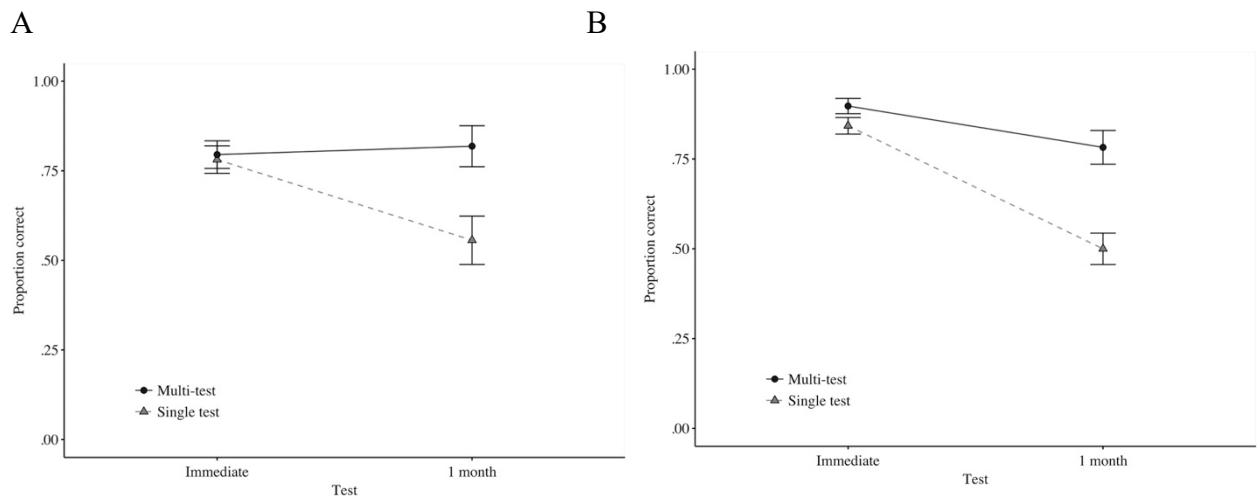 A
1.00
.75
.50
.25
.00
Proportion correct
Multi-test
Single test
Immediate
1 month
Test
B
1.00
.75
.50
.25
.00
Proportion correct
Multi-test
Single test
Immediate
1 month
Test